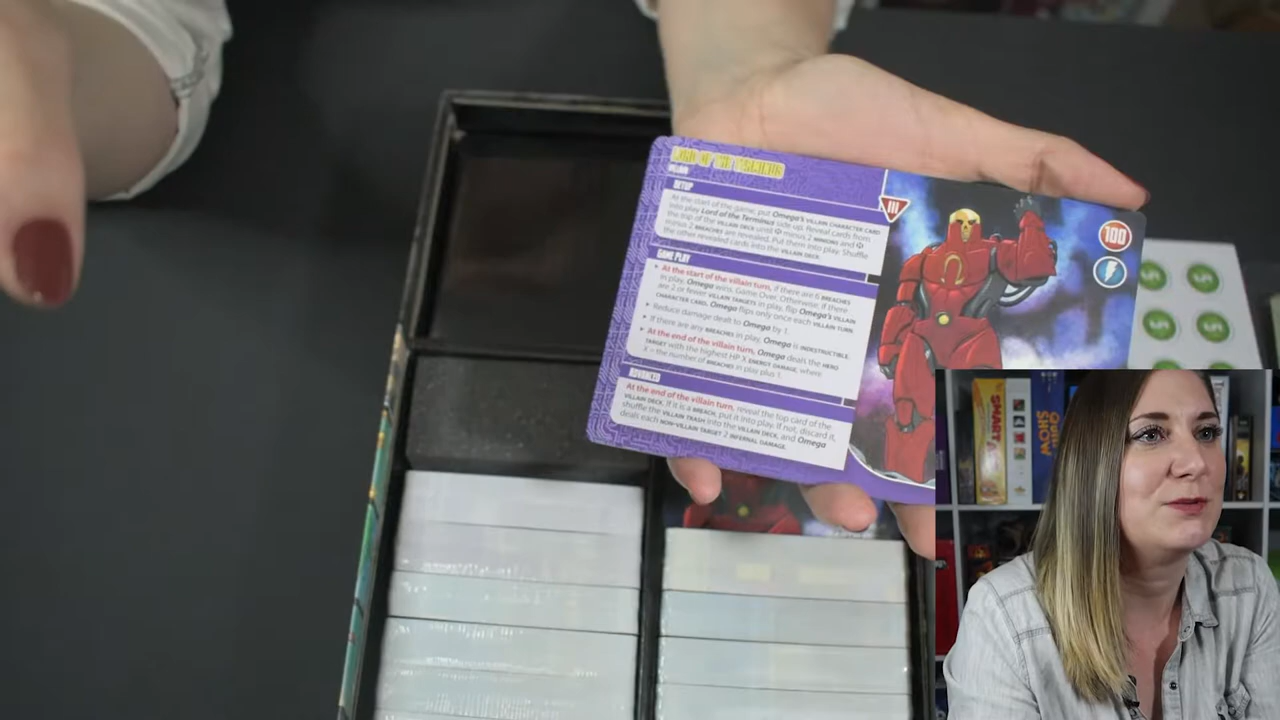 LORD OF THE TERMINUS
VILLAIN
SETUP
At the start of the game, put Omega's VILLAIN CHARACTER CARD
into play Lord of the Terminus side up. Reveal cards from
the top of the VILLAIN DECK until
minus 2 MINIONS and
minus 2 BREACHES are revealed. Put them into play. Shuffle
the other revealed cards into the VILLAIN DECK.
GAME PLAY
At the start of the villain turn, if there are 6 BREACHES
in play, Omega wins. Game Over. Otherwise, if there
are 2 or fewer VILLAIN TARGETS in play, flip Omega's VILLAIN
CHARACTER CARD. Omega flips only once each VILLAIN TURN.
Reduce damage dealt to Omega by 1.
If there are any BREACHES in play, Omega is INDESTRUCTIBLE.
At the end of the villain turn, Omega deals the HERO
TARGET with the highest HP X ENERGY DAMAGE, where
X = the number of BREACHES in play plus 1.
ADVANCED
At the end of the villain turn, reveal the top card of the
VILLAIN DECK. If it is a BREACH, put it into play. If not, discard it,
shuffle the VILLAIN TRASH into the VILLAIN DECK, and Omega
deals each NON-VILLAIN TARGET 2 INFERNAL DAMAGE.
III
100
5 5
5 5
SMART
QUIZ
SHOW